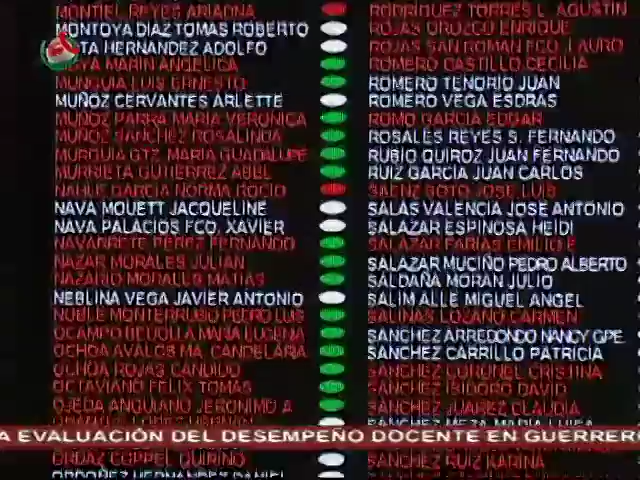 MONTIEL REYES ARIADNA
MONTOYA DIAZ TOMAS ROBERTO
HERNANDEZ ADOLFO
MARIN ANGELICA
MUNGUIA LUIS ERNESTO
MUÑOZ CERVANTES ARLETTE
MUÑOZ PARRA MARIA VERONICA
MUÑOZ SANCHEZ ROSALINDA
MURGUIA GTZ. MARIA GUADALUPE
MURRIETA GUTIERREZ ABEL
NAHLE GARCIA NORMA ROCIO
NAVA MOUETT JACQUELINE
NAVA PALACIOS FCO. XAVIER
NAVARRETE PEREZ FERNANDO
NAZAR MORALES JULIAN
NAZARIO MORALES MATIAS
NEBLINA VEGA JAVIER ANTONIO
NOBLE MONTERRUBIO PEDRO LUIS
OCAMPO BEDOLLA MARIA EUGENIA
OCHOA AVALOS MA. CANDELARIA
OCHOA ROJAS CANDIDO
OCTAVIANO FELIX TOMAS
OJEDA ANGUIANO JERONIMO A
ORDAZ COPPEL QUIRINO
ORDOÑEZ HERNANDEZ DANIEL
RODRIGUEZ TORRES L. AGUSTIN
ROJAS OROZCO ENRIQUE
ROJAS SAN ROMAN FCO. LAURO
ROMERO CASTILLO CECILIA
ROMERO TENORIO JUAN
ROMERO VEGA ESDRAS
ROMO GARCIA EDGAR
ROSALES REYES S. FERNANDO
RUBIO QUIROZ JUAN FERNANDO
RUIZ GARCIA JUAN CARLOS
SAENZ SOTO JOSE LUIS
SALAS VALENCIA JOSE ANTONIO
SALAZAR ESPINOSA HEIDI
SALAZAR FARIAS EMILIO E
SALAZAR MUCIÑO PEDRO ALBERTO
SALDAÑA MORAN JULIO
SALIM ALLE MIGUEL ANGEL
SALINAS LOZANO CARMEN
SANCHEZ ARREDONDO NANCY GPE.
SANCHEZ CARRILLO PATRICIA
SANCHEZ CORONEL CRISTINA
SANCHEZ ISIDORO DAVID
SANCHEZ JUAREZ CLAUDIA
SANCHEZ MEZA MARIA LUISA
SANCHEZ RUIZ KARINA
A EVALUACIÓN DEL DESEMPEÑO DOCENTE EN GUERRER